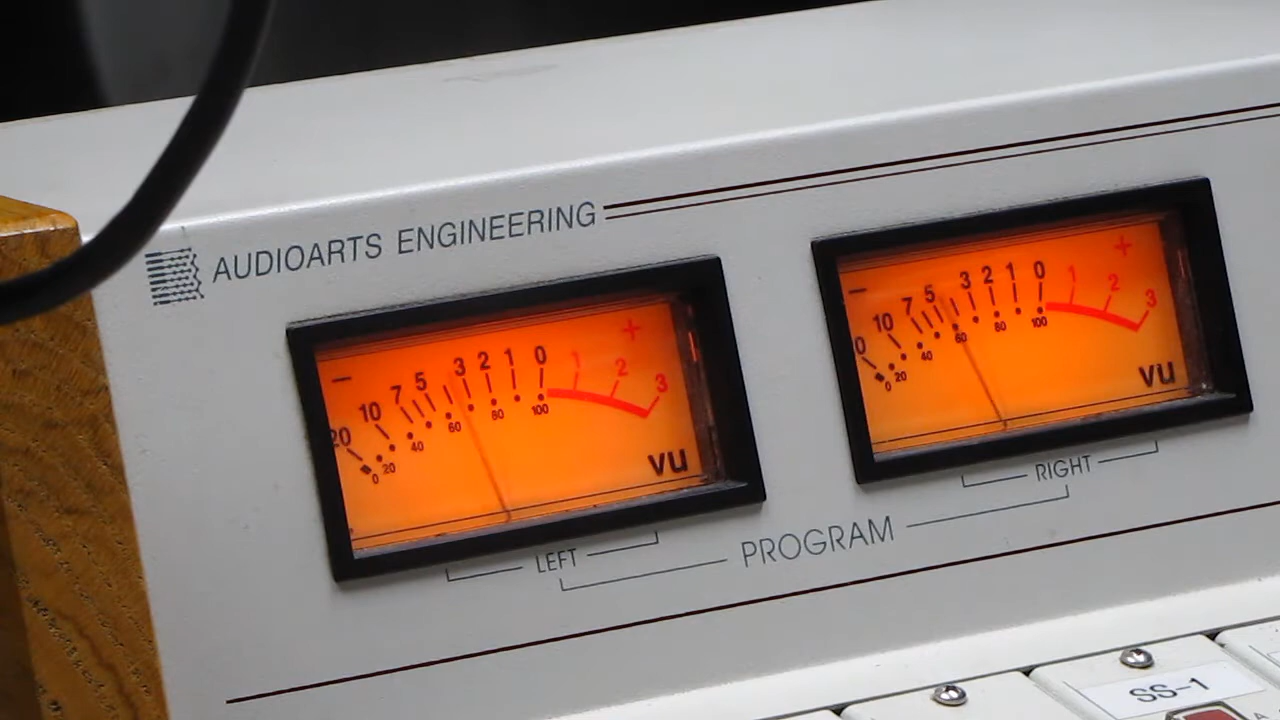 AUDIOARTS ENGINEERING
− 20 10 7 5 3 2 1 0 1 2 3 +
0 20 40 60 80 100
vu
LEFT
− 0 10 7 5 3 2 1 0 1 2 3 +
0 20 40 60 80 100
vu
RIGHT
PROGRAM
SS-1